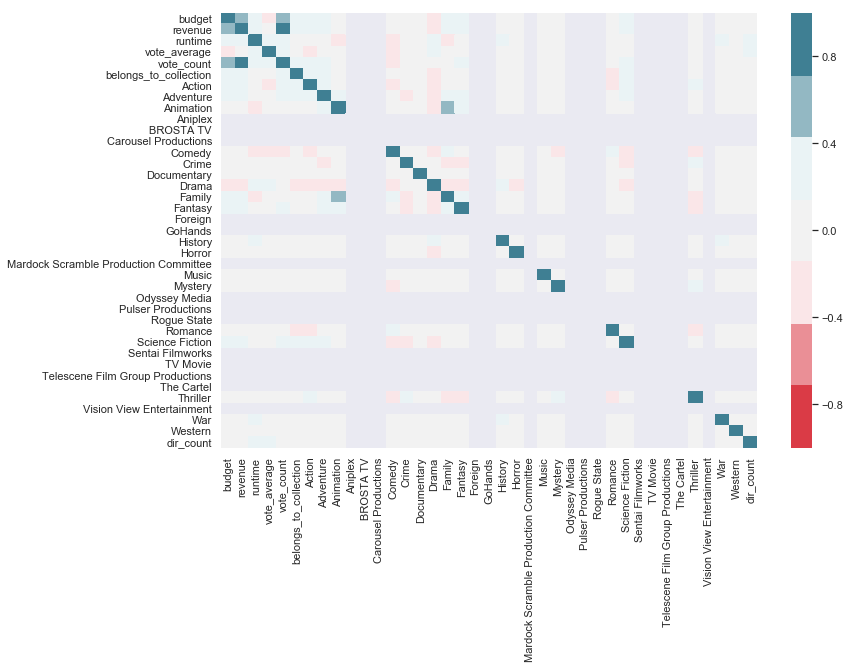 budget
revenue
runtime
vote_average
vote_count
belongs_to_collection
Action
Adventure
Animation
Aniplex
BROSTA TV
Carousel Productions
Comedy
Crime
Documentary
Drama
Family
Fantasy
Foreign
GoHands
History
Horror
Mardock Scramble Production Committee
Music
Mystery
Odyssey Media
Pulser Productions
Rogue State
Romance
Science Fiction
Sentai Filmworks
TV Movie
Telescene Film Group Productions
The Cartel
Thriller
Vision View Entertainment
War
Western
dir_count
budget
revenue
runtime
vote_average
vote_count
belongs_to_collection
Action
Adventure
Animation
Aniplex
BROSTA TV
Carousel Productions
Comedy
Crime
Documentary
Drama
Family
Fantasy
Foreign
GoHands
History
Horror
Mardock Scramble Production Committee
Music
Mystery
Odyssey Media
Pulser Productions
Rogue State
Romance
Science Fiction
Sentai Filmworks
TV Movie
Telescene Film Group Productions
The Cartel
Thriller
Vision View Entertainment
War
Western
dir_count
0.8
0.4
0.0
−0.4
−0.8